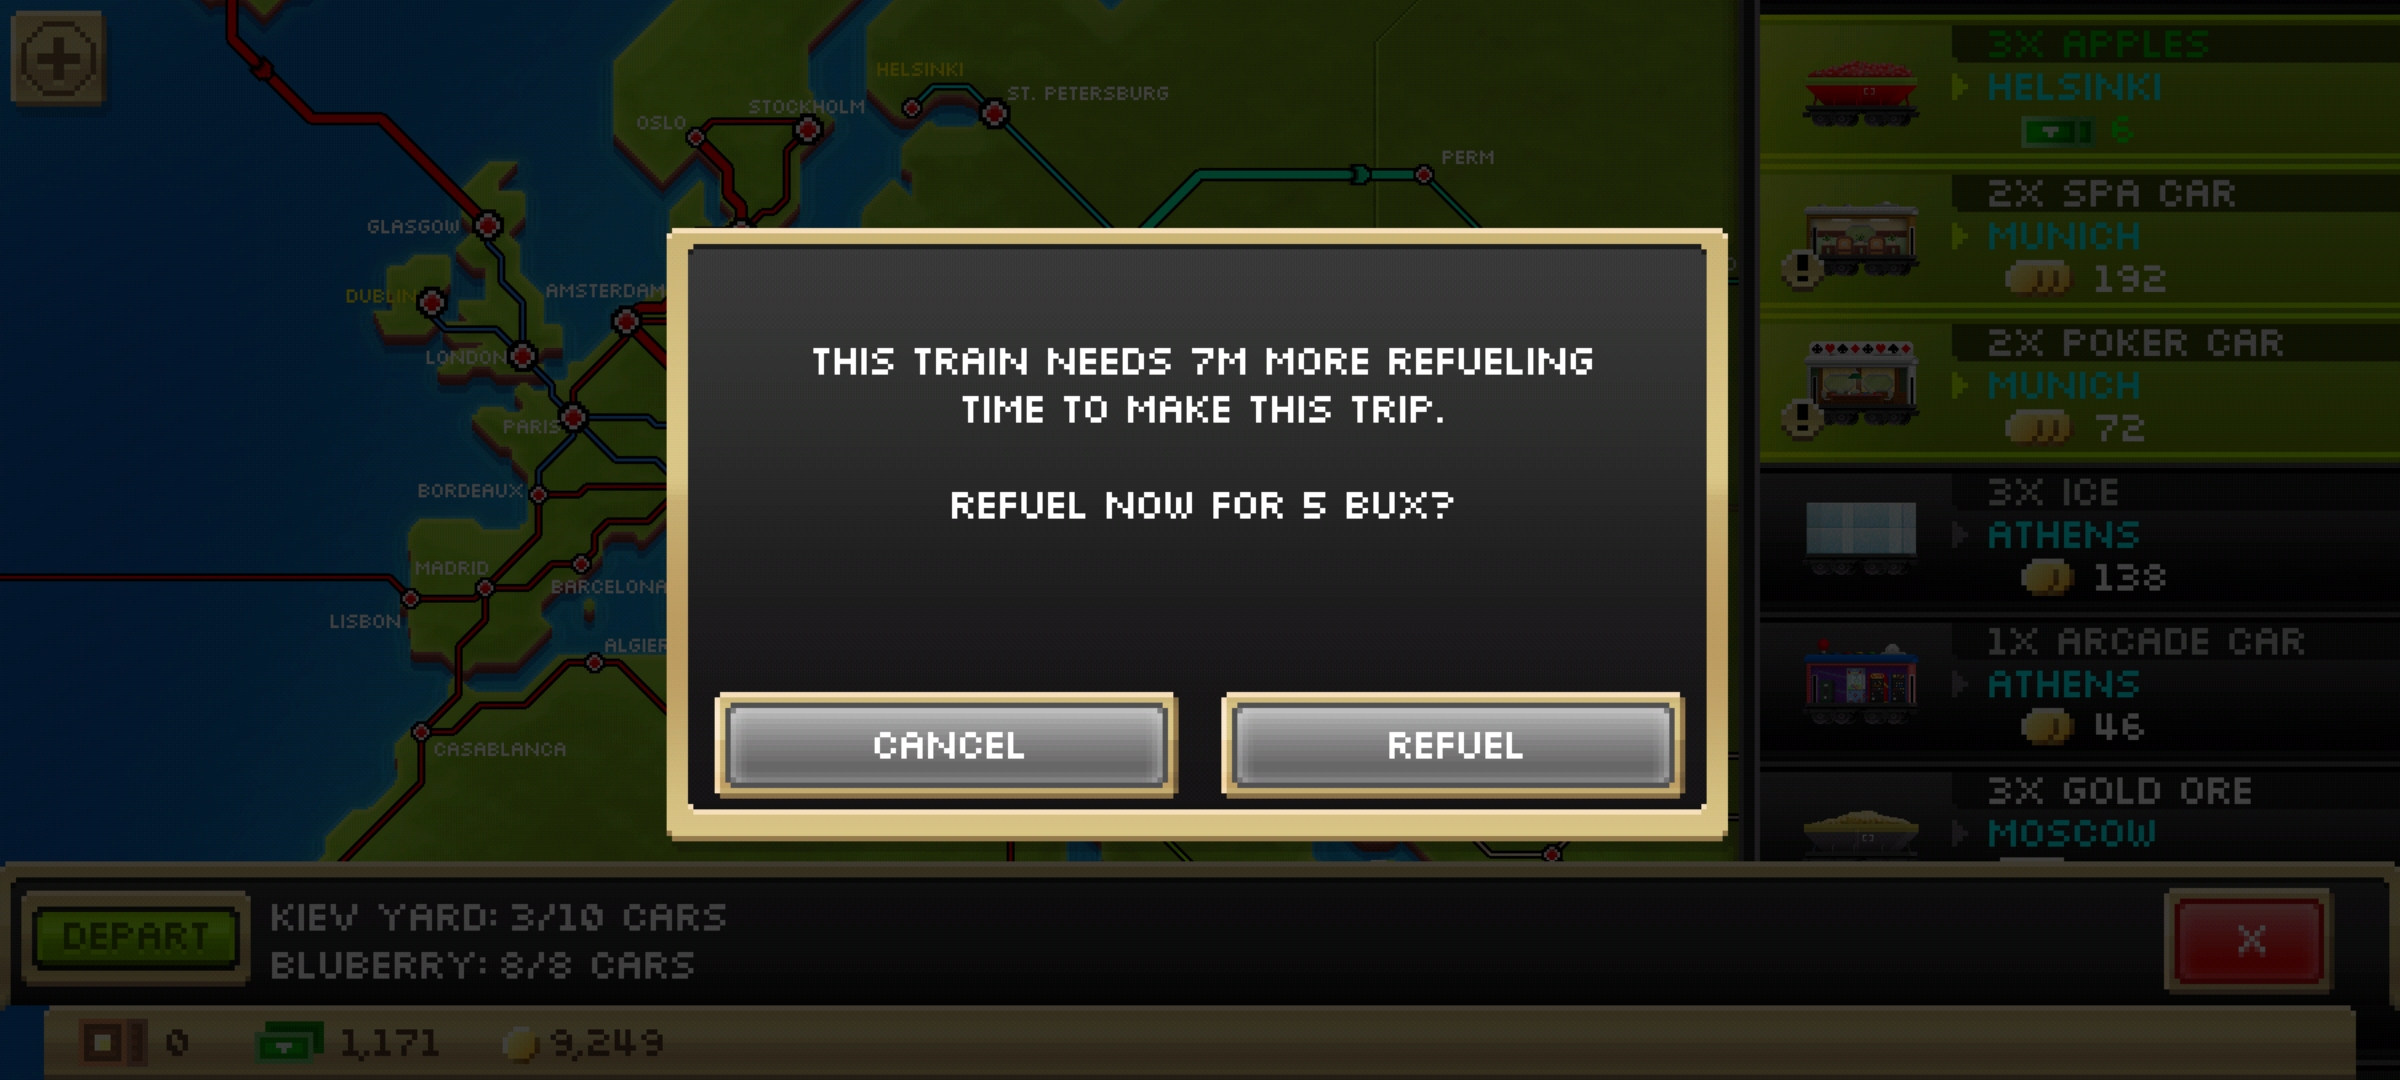 HELSINKI
ST. PETERSBURG
STOCKHOLM
OSLO
PERM
GLASGOW
DUBLIN
AMSTERDAM
LONDON
PARIS
BORDEAUX
MADRID
BARCELONA
LISBON
ALGIER
CASABLANCA
THIS TRAIN NEEDS 7M MORE REFUELING
TIME TO MAKE THIS TRIP.
REFUEL NOW FOR 5 BUX?
CANCEL
REFUEL
3X APPLES
HELSINKI
6
2X SPA CAR
MUNICH
192
2X POKER CAR
MUNICH
72
3X ICE
ATHENS
138
1X ARCADE CAR
ATHENS
46
3X GOLD ORE
MOSCOW
DEPART
KIEV YARD: 3/10 CARS
BLUBERRY: 8/8 CARS
X
0
1,171
9,249